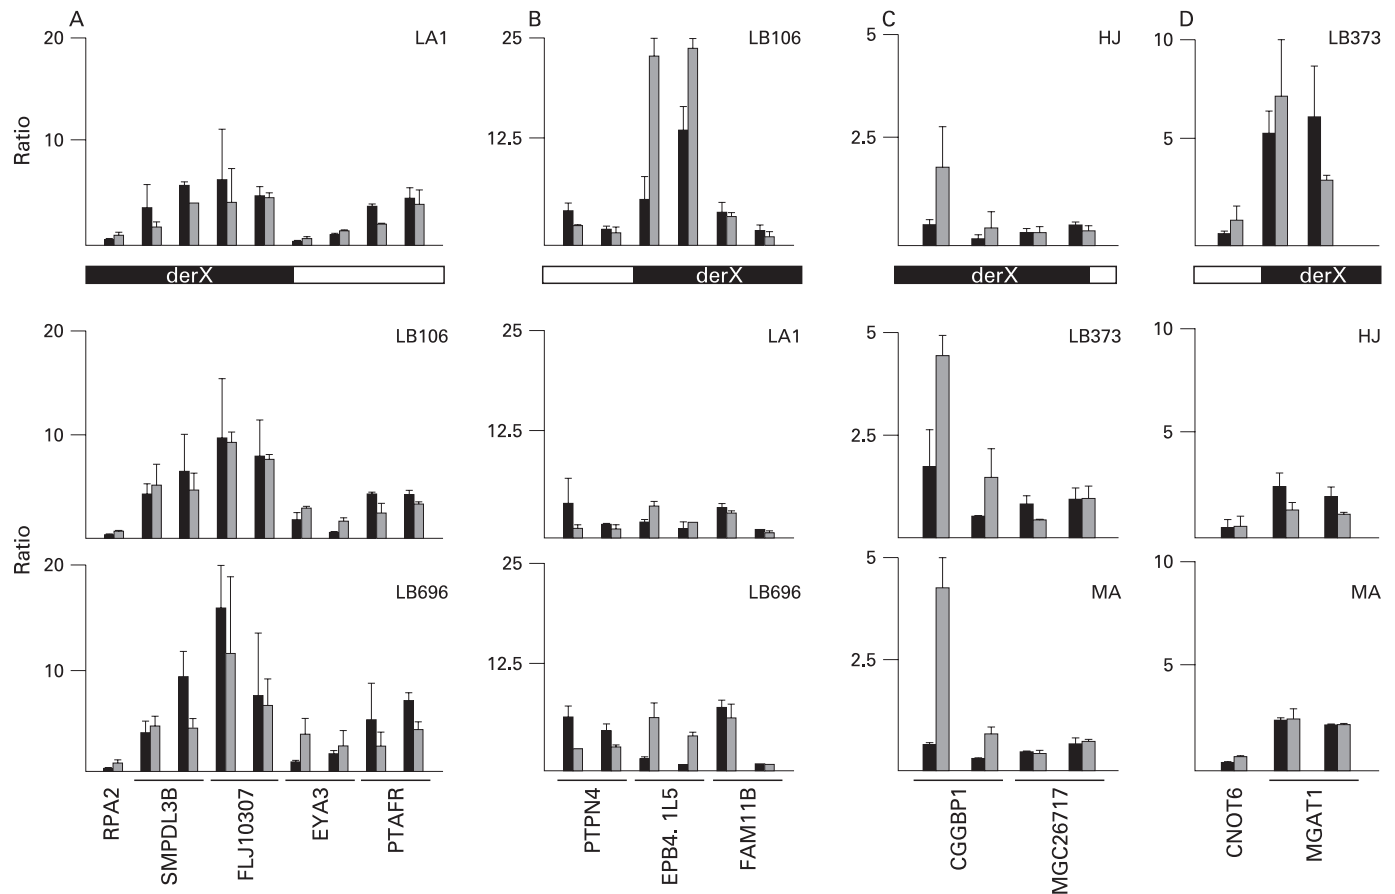 A
B
C
D
20
LA1
10
Ratio
derX
25
LB106
12.5
derX
5
HJ
2.5
derX
10
LB373
5
derX
20
LB106
10
25
LA1
12.5
5
LB373
2.5
10
HJ
5
Ratio
20
LB696
10
25
LB696
12.5
5
MA
2.5
10
MA
5
RPA2
SMPDL3B
FLJ10307
EYA3
PTAFR
PTPN4
EPB4. 1L5
FAM11B
CGGBP1
MGC26717
CNOT6
MGAT1